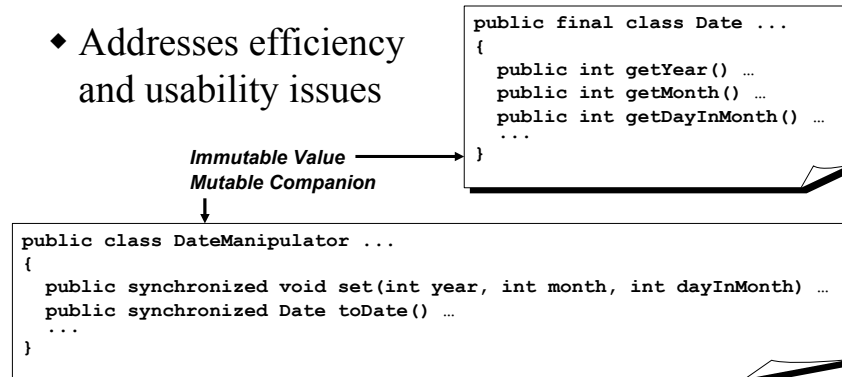 ◆ Addresses efficiency
and usability issues
public final class Date ...
{
  public int getYear() …
  public int getMonth() …
  public int getDayInMonth() …
  ...
}
Immutable Value
Mutable Companion
public class DateManipulator ...
{
  public synchronized void set(int year, int month, int dayInMonth) …
  public synchronized Date toDate() …
  ...
}